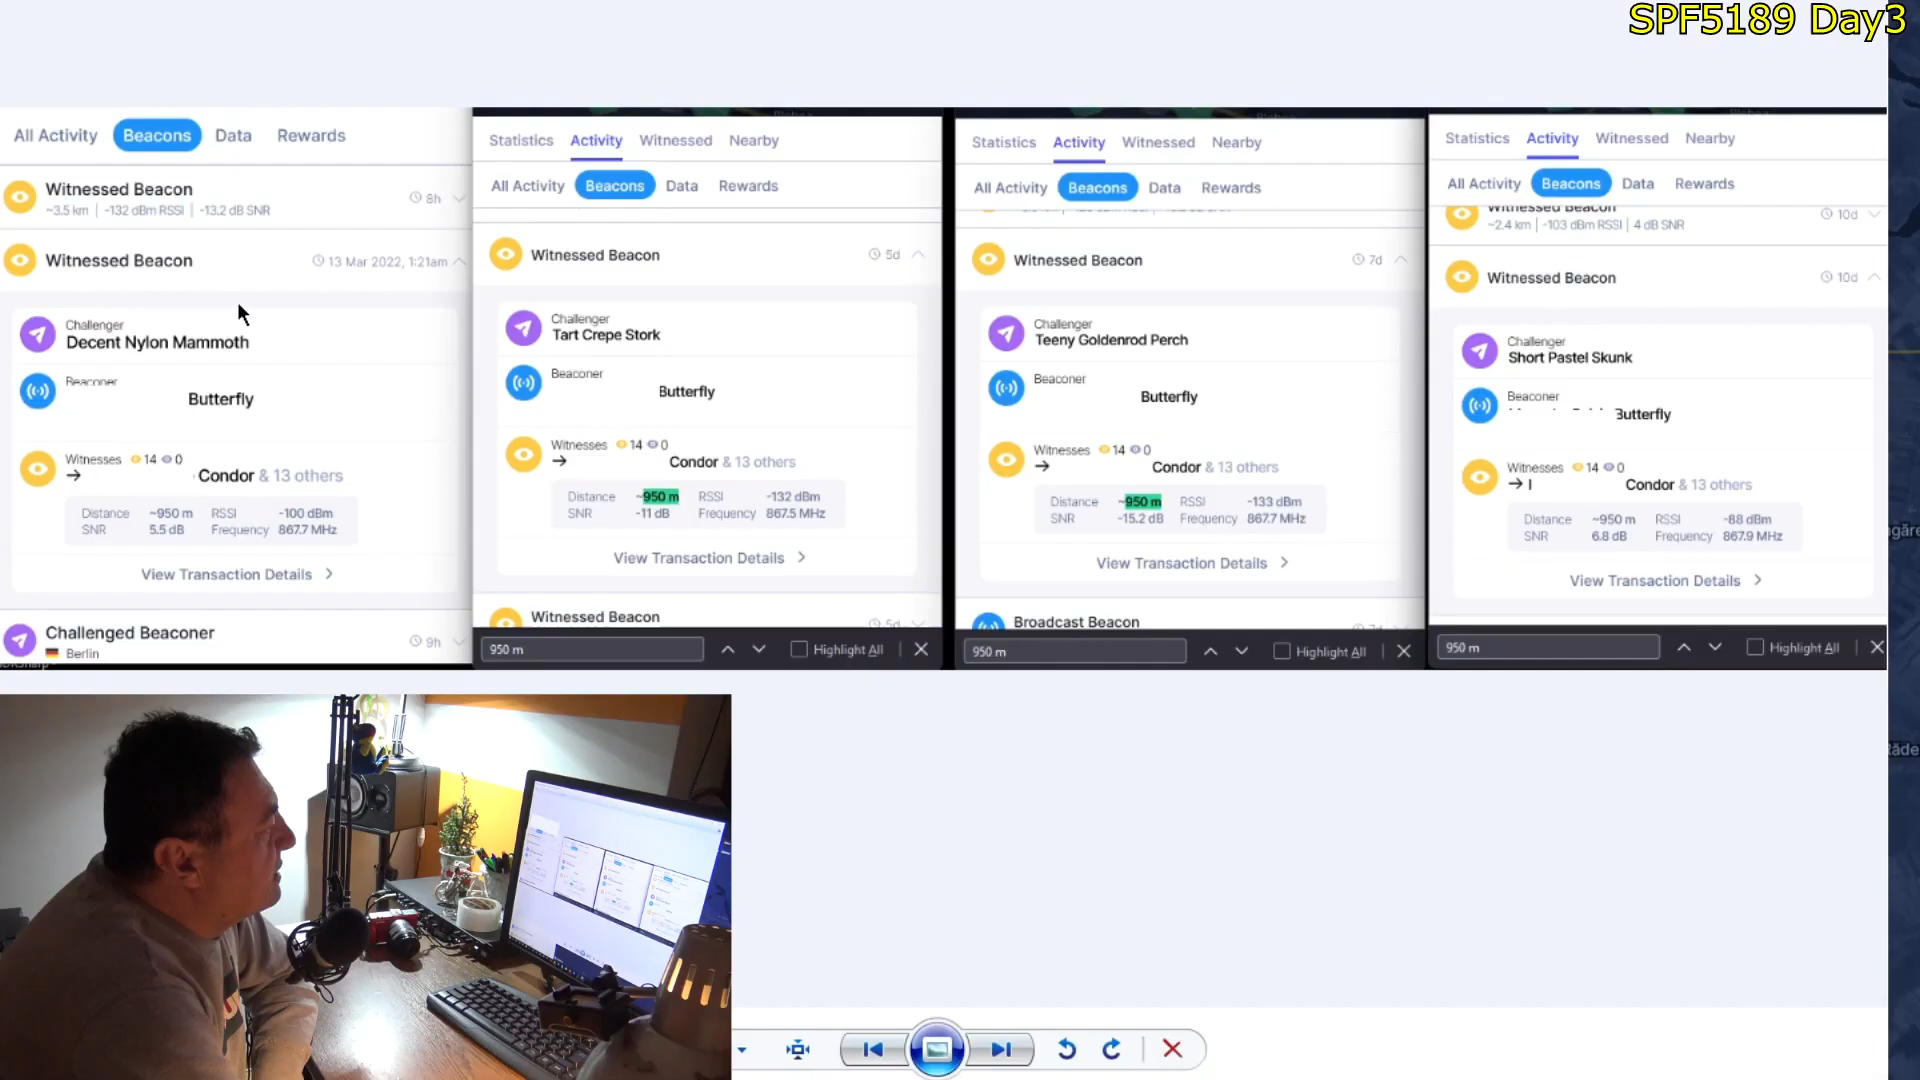 SPF5189 Day3
All Activity Beacons Data Rewards
Witnessed Beacon 8h
~3.5 km | -132 dBm RSSI | -13.2 dB SNR
Witnessed Beacon 13 Mar 2022, 1:21am
Challenger
Decent Nylon Mammoth
Beaconer
Butterfly
Witnesses 14 0
→ Condor & 13 others
Distance ~950 m RSSI -100 dBm
SNR 5.5 dB Frequency 867.7 MHz
View Transaction Details >
Challenged Beaconer 9h
Berlin
Statistics Activity Witnessed Nearby
All Activity Beacons Data Rewards
Witnessed Beacon 5d
Challenger
Tart Crepe Stork
Beaconer
Butterfly
Witnesses 14 0
→ Condor & 13 others
Distance ~950 m RSSI -132 dBm
SNR -11 dB Frequency 867.5 MHz
View Transaction Details >
Witnessed Beacon 5d
950 m Highlight All
Statistics Activity Witnessed Nearby
All Activity Beacons Data Rewards
Witnessed Beacon 7d
Challenger
Teeny Goldenrod Perch
Beaconer
Butterfly
Witnesses 14 0
→ Condor & 13 others
Distance ~950 m RSSI -133 dBm
SNR -15.2 dB Frequency 867.7 MHz
View Transaction Details >
Broadcast Beacon 7d
950 m Highlight All
Statistics Activity Witnessed Nearby
All Activity Beacons Data Rewards
Witnessed Beacon 10d
~2.4 km | -103 dBm RSSI | 4 dB SNR
Witnessed Beacon 10d
Challenger
Short Pastel Skunk
Beaconer
Butterfly
Witnesses 14 0
→ Condor & 13 others
Distance ~950 m RSSI -88 dBm
SNR 6.8 dB Frequency 867.9 MHz
View Transaction Details >
950 m Highlight All